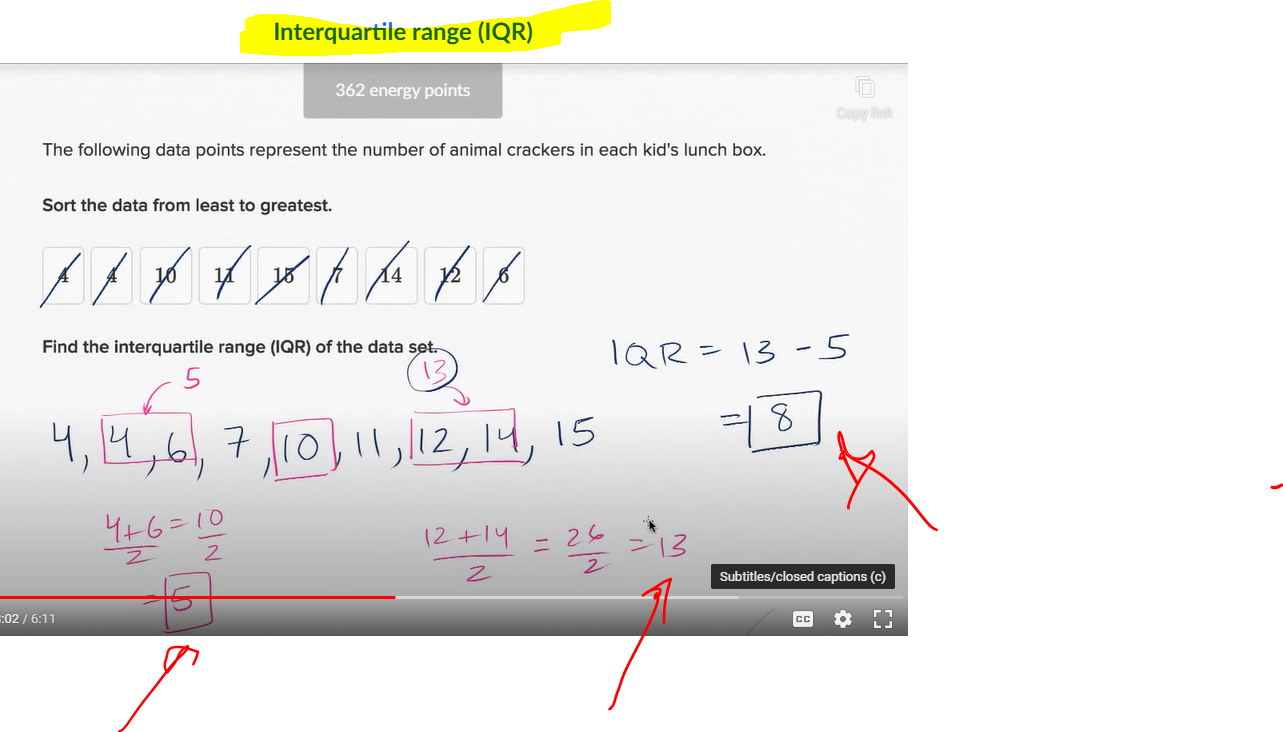 Interquartile range (IQR)
362 energy points
Copy link
The following data points represent the number of animal crackers in each kid's lunch box.
Sort the data from least to greatest.
4 4 10 11 15 7 14 12 6
Find the interquartile range (IQR) of the data set.
IQR = 13 - 5
5
13
= 8
4, 4, 6, 7, 10, 11, 12, 14, 15
4+6/2 = 10/2
= 5
12+14/2 = 26/2 = 13
Subtitles/closed captions (c)
:02 / 6:11
CC